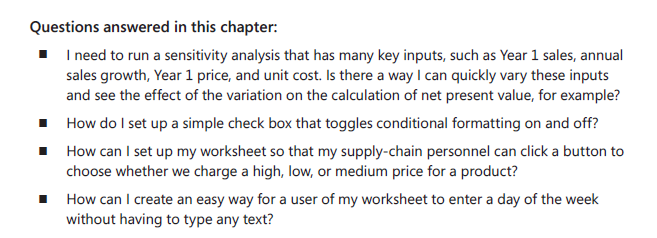 Questions answered in this chapter:
■ I need to run a sensitivity analysis that has many key inputs, such as Year 1 sales, annual
sales growth, Year 1 price, and unit cost. Is there a way I can quickly vary these inputs
and see the effect of the variation on the calculation of net present value, for example?
■ How do I set up a simple check box that toggles conditional formatting on and off?
■ How can I set up my worksheet so that my supply-chain personnel can click a button to
choose whether we charge a high, low, or medium price for a product?
■ How can I create an easy way for a user of my worksheet to enter a day of the week
without having to type any text?